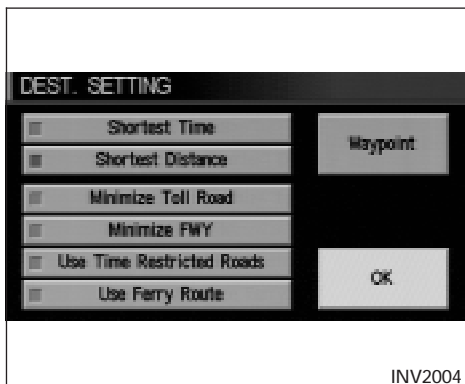 DEST. SETTING
Shortest Time
Shortest Distance
Waypoint
Minimize Toll Road
Minimize FWY
Use Time Restricted Roads
Use Ferry Route
OK
INV2004